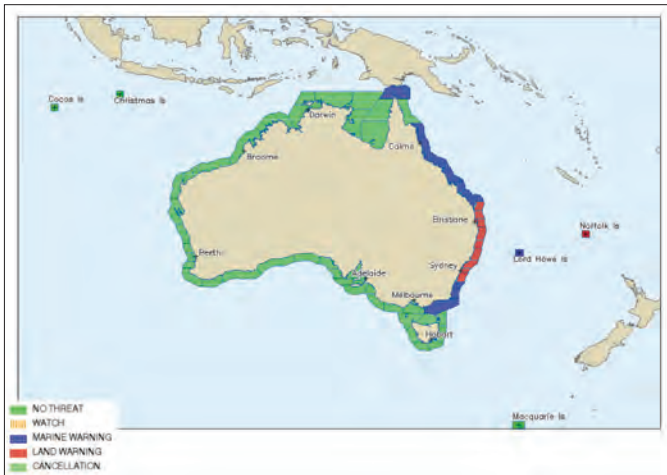 Cocos Is
Christmas Is
Darwin
Cairns
Broome
Brisbane
Norfolk Is
Lord Howe Is
Perth
Adelaide
Sydney
Melbourne
Hobart
Macquarie Is
NO THREAT
WATCH
MARINE WARNING
LAND WARNING
CANCELLATION